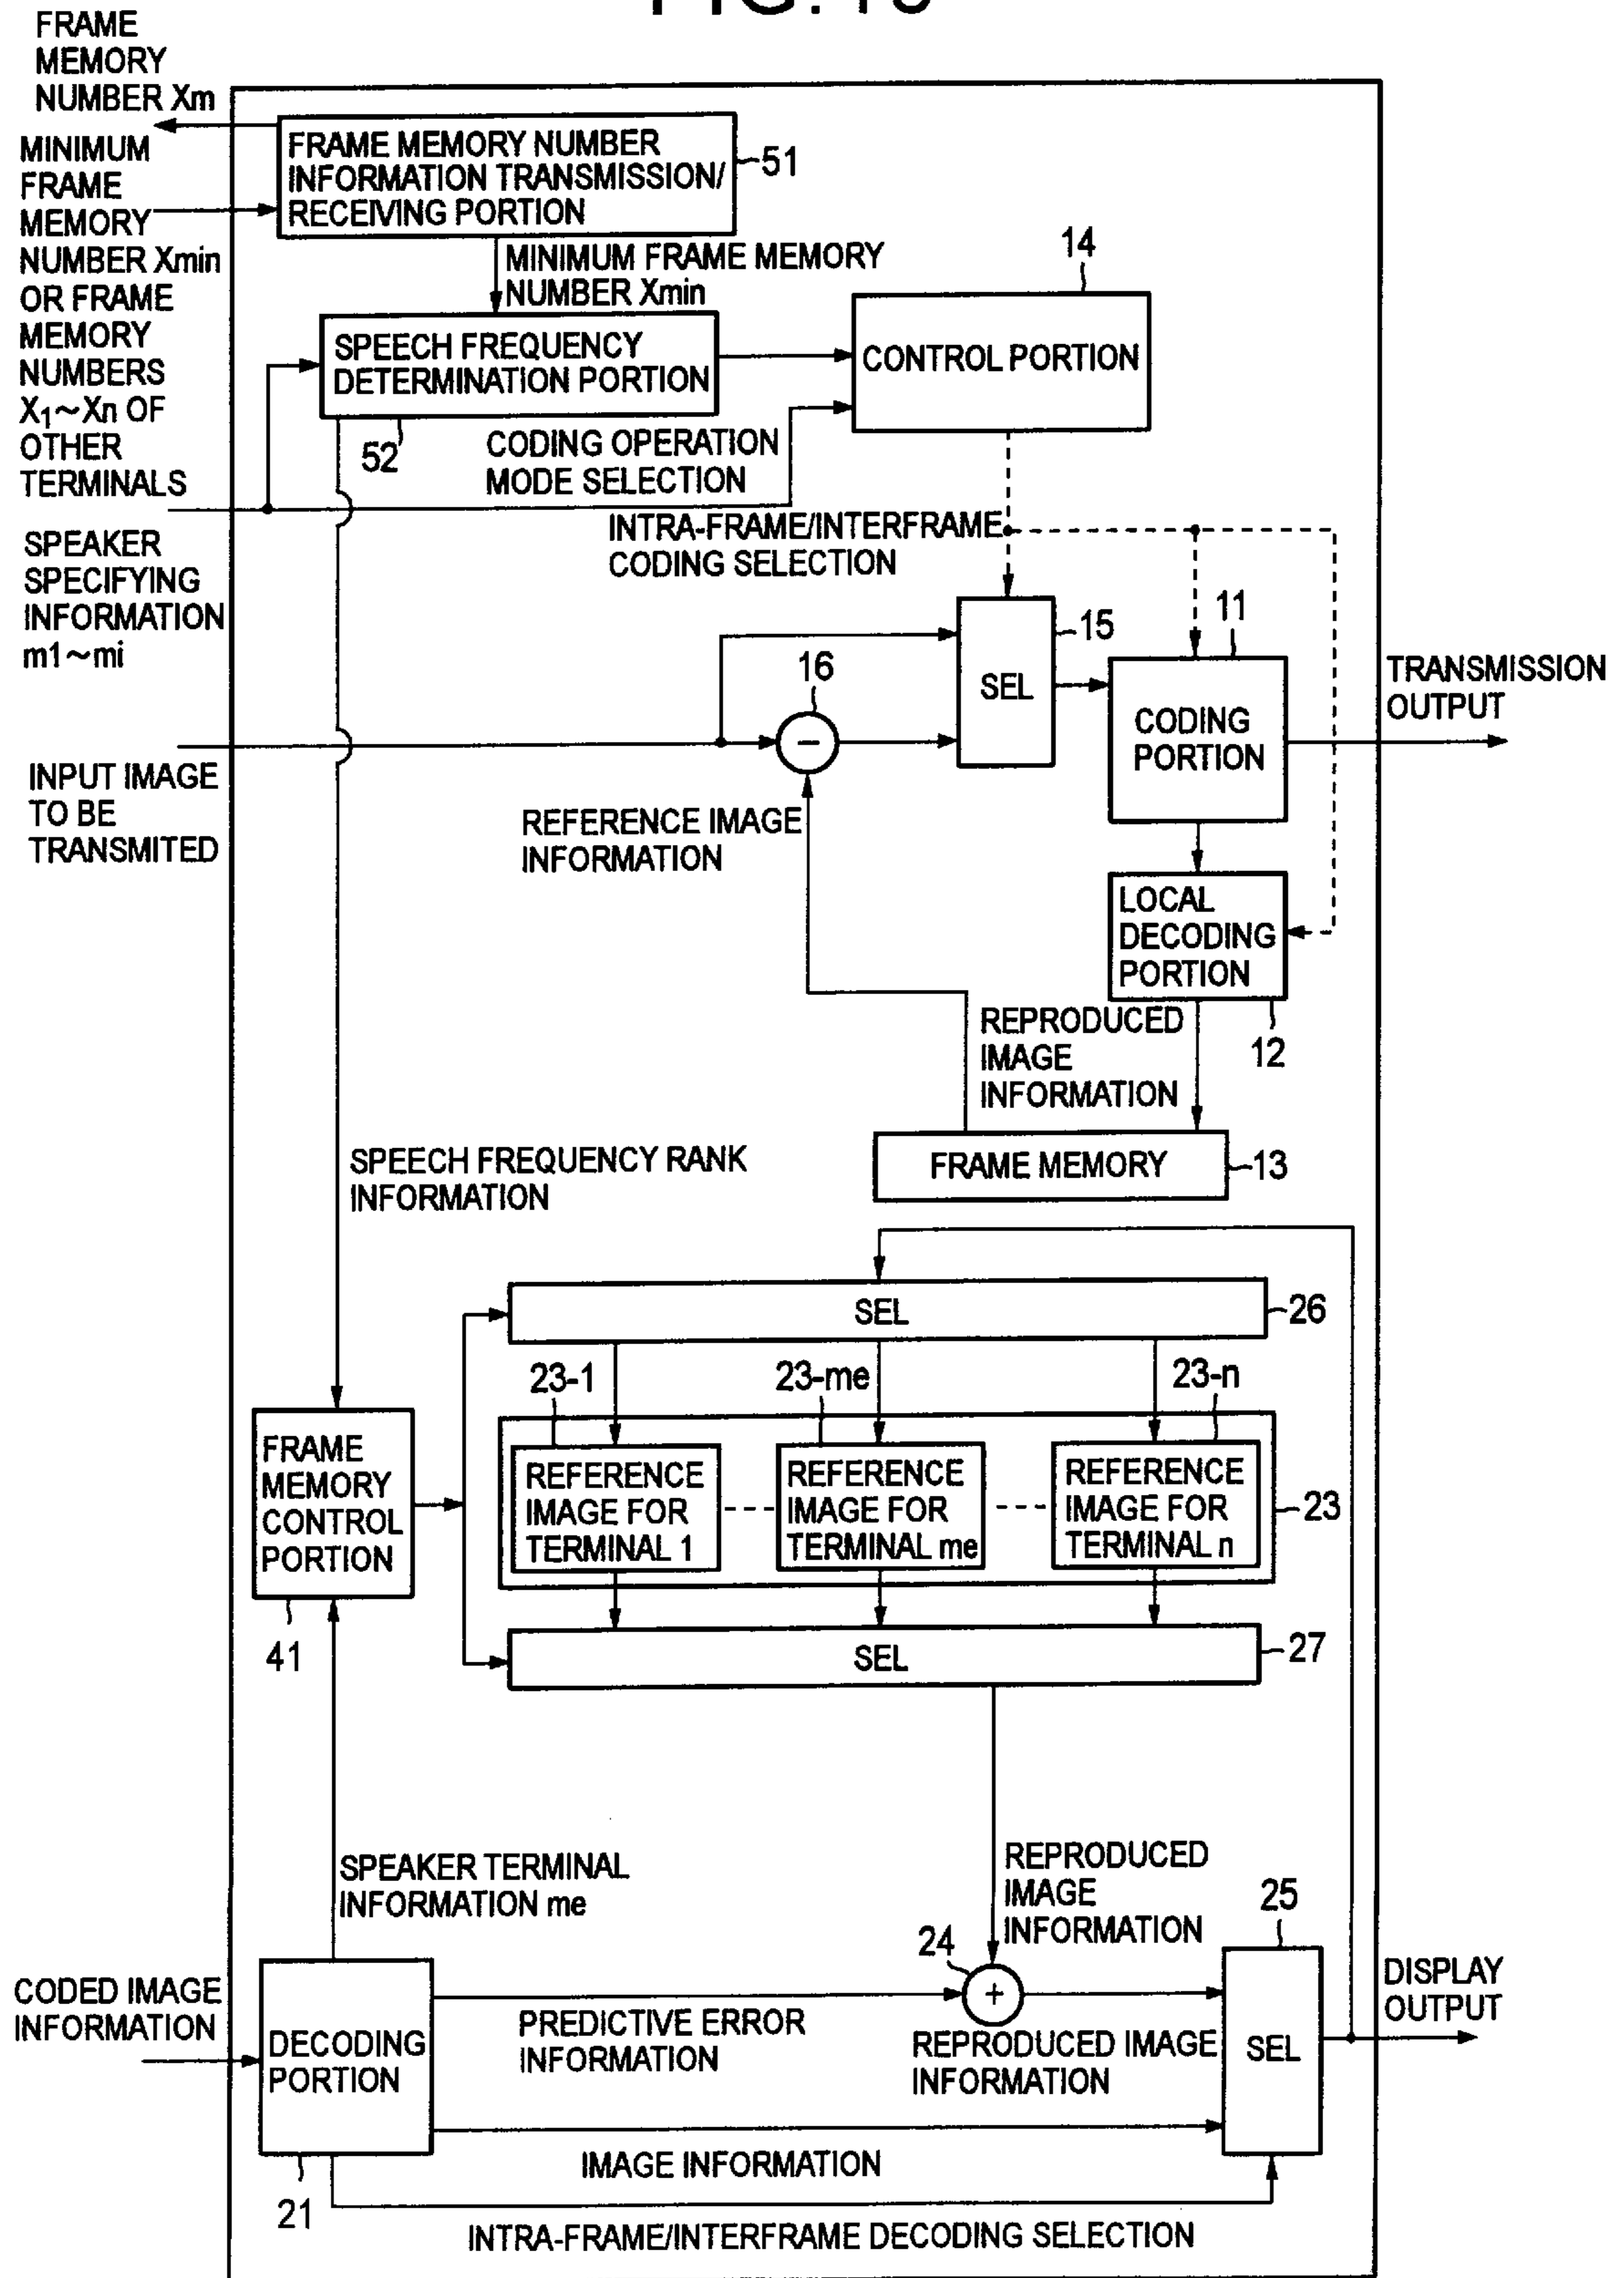 FRAME
MEMORY
NUMBER Xm
MINIMUM
FRAME
MEMORY
NUMBER Xmin
OR FRAME
MEMORY
NUMBERS
X1~Xn OF
OTHER
TERMINALS
SPEAKER
SPECIFYING
INFORMATION
m1~mi
INPUT IMAGE
TO BE
TRANSMITED
FRAME MEMORY NUMBER
INFORMATION TRANSMISSION/
RECEIVING PORTION
51
MINIMUM FRAME MEMORY
NUMBER Xmin
SPEECH FREQUENCY
DETERMINATION PORTION
52
14
CONTROL PORTION
CODING OPERATION
MODE SELECTION
INTRA-FRAME/INTERFRAME
CODING SELECTION
15
SEL
16
−
11
CODING
PORTION
TRANSMISSION
OUTPUT
REFERENCE IMAGE
INFORMATION
LOCAL
DECODING
PORTION
12
REPRODUCED
IMAGE
INFORMATION
FRAME MEMORY
13
SPEECH FREQUENCY RANK
INFORMATION
SEL
26
23-1
23-me
23-n
FRAME
MEMORY
CONTROL
PORTION
41
REFERENCE
IMAGE FOR
TERMINAL 1
REFERENCE
IMAGE FOR
TERMINAL me
REFERENCE
IMAGE FOR
TERMINAL n
23
SEL
27
SPEAKER TERMINAL
INFORMATION me
REPRODUCED
IMAGE
INFORMATION
25
24
+
CODED IMAGE
INFORMATION
DECODING
PORTION
21
PREDICTIVE ERROR
INFORMATION
REPRODUCED IMAGE
INFORMATION
SEL
DISPLAY
OUTPUT
IMAGE INFORMATION
INTRA-FRAME/INTERFRAME DECODING SELECTION